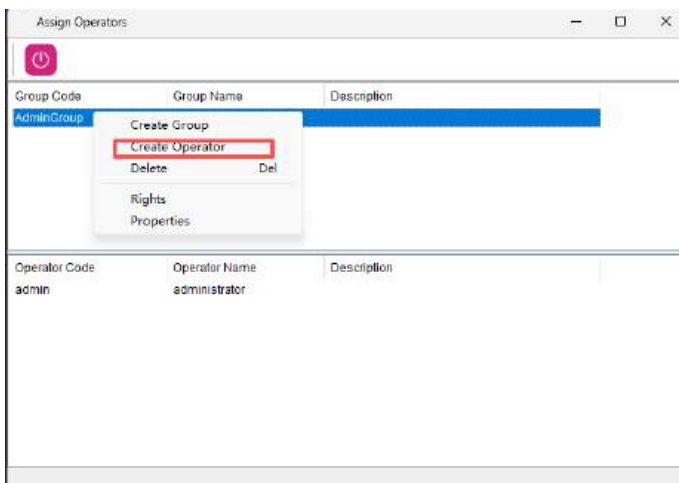 Assign Operators
Group Code Group Name Description
AdminGroup
Create Group
Create Operator
Delete Del
Rights
Properties
Operator Code Operator Name Description
admin administrator